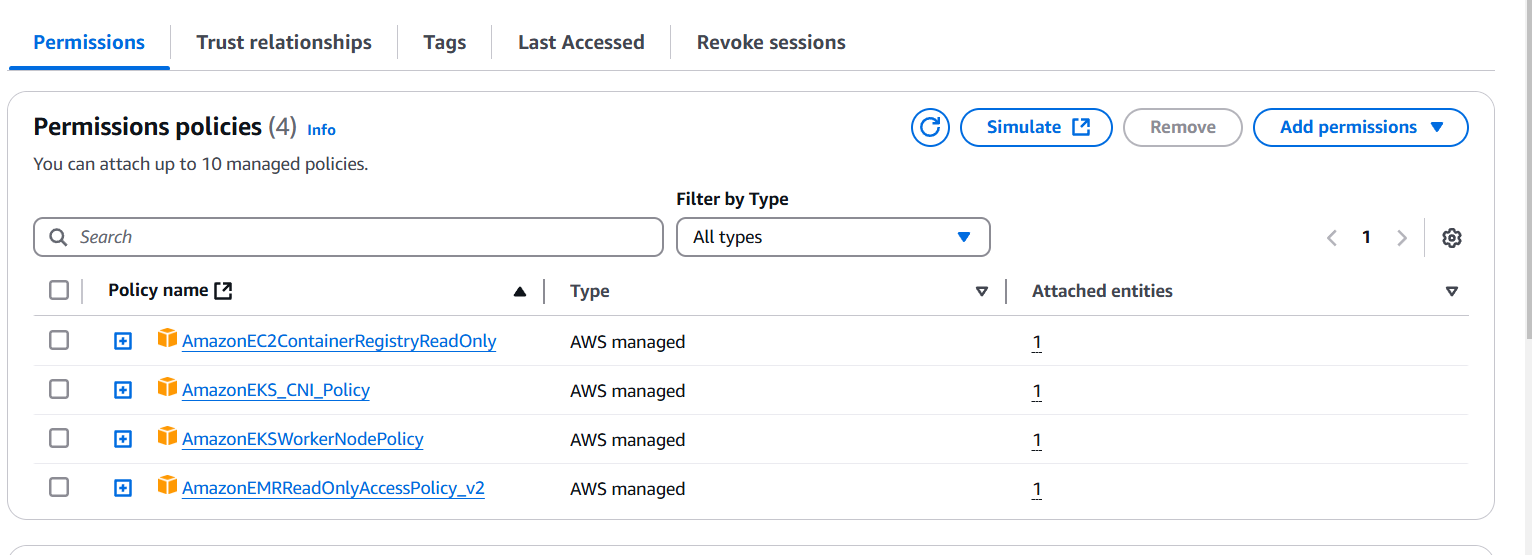 Permissions Trust relationships Tags Last Accessed Revoke sessions
Permissions policies (4) Info
Simulate Remove Add permissions
You can attach up to 10 managed policies.
Filter by Type
Search All types 1
Policy name Type Attached entities
AmazonEC2ContainerRegistryReadOnly AWS managed 1
AmazonEKS_CNI_Policy AWS managed 1
AmazonEKSWorkerNodePolicy AWS managed 1
AmazonEMRReadOnlyAccessPolicy_v2 AWS managed 1